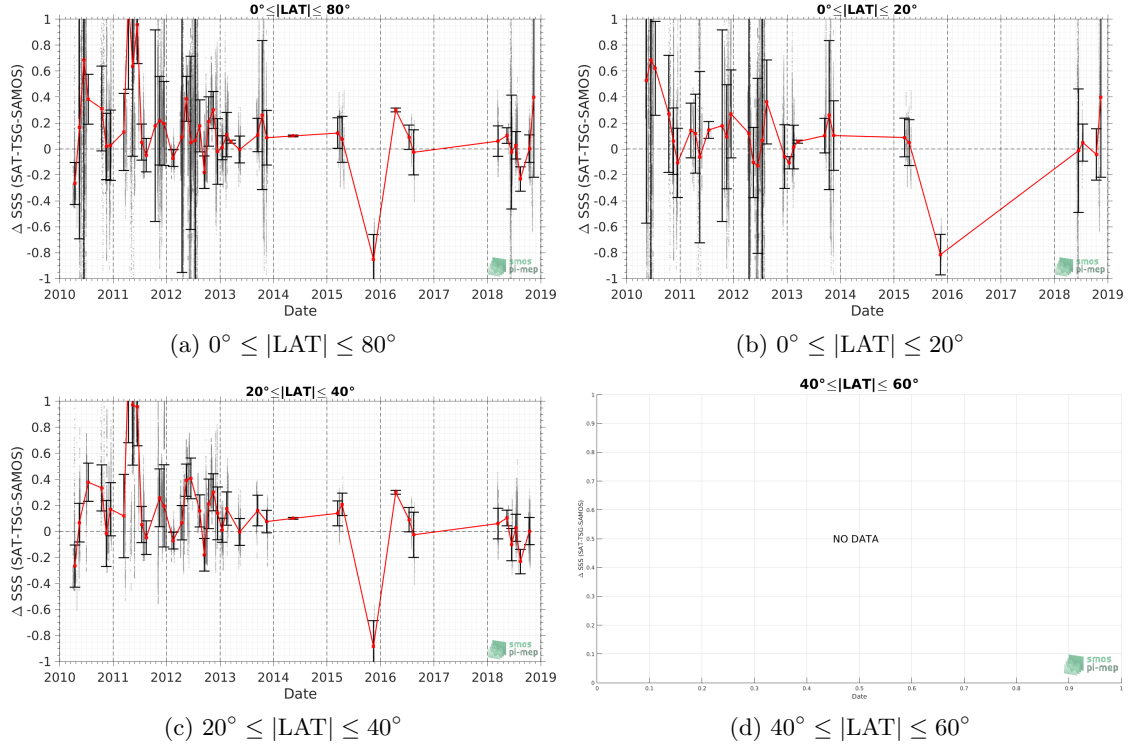 0°≤|LAT|≤ 80°
Δ SSS (SAT-TSG-SAMOS)
1
0.8
0.6
0.4
0.2
0
-0.2
-0.4
-0.6
-0.8
-1
2010 2011 2012 2013 2014 2015 2016 2017 2018 2019
Date
smos
pi-mep
(a) 0° ≤ |LAT| ≤ 80°
0°≤|LAT|≤ 20°
Δ SSS (SAT-TSG-SAMOS)
1
0.8
0.6
0.4
0.2
0
-0.2
-0.4
-0.6
-0.8
-1
2010 2011 2012 2013 2014 2015 2016 2017 2018 2019
Date
smos
pi-mep
(b) 0° ≤ |LAT| ≤ 20°
20°≤|LAT|≤ 40°
Δ SSS (SAT-TSG-SAMOS)
1
0.8
0.6
0.4
0.2
0
-0.2
-0.4
-0.6
-0.8
-1
2010 2011 2012 2013 2014 2015 2016 2017 2018 2019
Date
smos
pi-mep
(c) 20° ≤ |LAT| ≤ 40°
40°≤|LAT|≤ 60°
Δ SSS (SAT-TSG-SAMOS)
1
0.9
0.8
0.7
0.6
0.5
0.4
0.3
0.2
0.1
0
NO DATA
0 0.1 0.2 0.3 0.4 0.5 0.6 0.7 0.8 0.9 1
Date
smos
pi-mep
(d) 40° ≤ |LAT| ≤ 60°